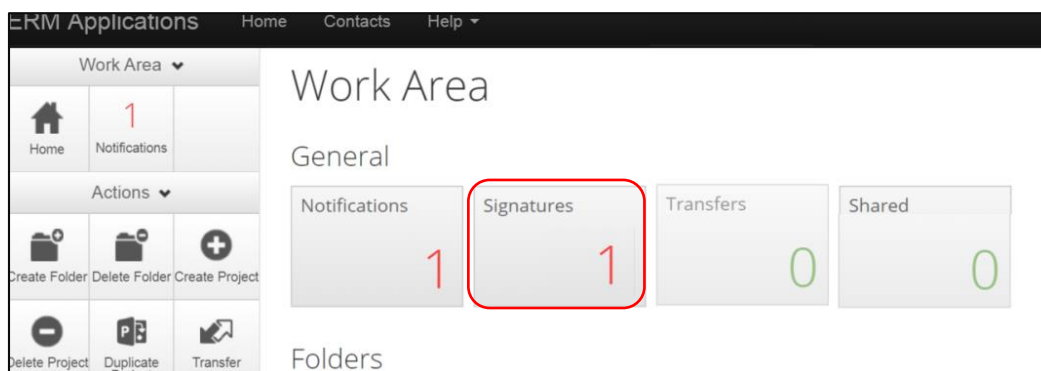 ERM Applications Home Contacts Help
Work Area
Work Area
1
Home Notifications
General
Actions
Notifications Signatures Transfers Shared
1 1 0 0
Create Folder Delete Folder Create Project
Delete Project Duplicate Transfer
Folders